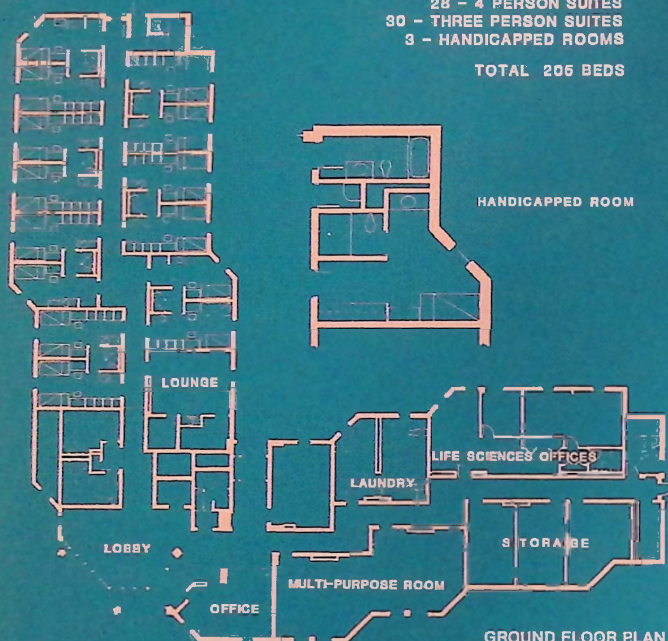 28 - 4 PERSON SUITES
30 - THREE PERSON SUITES
3 - HANDICAPPED ROOMS
TOTAL 205 BEDS
HANDICAPPED ROOM
LOUNGE
LIFE SCIENCES OFFICES
LAUNDRY
STORAGE
LOBBY
MULTI-PURPOSE ROOM
OFFICE
GROUND FLOOR PLAN